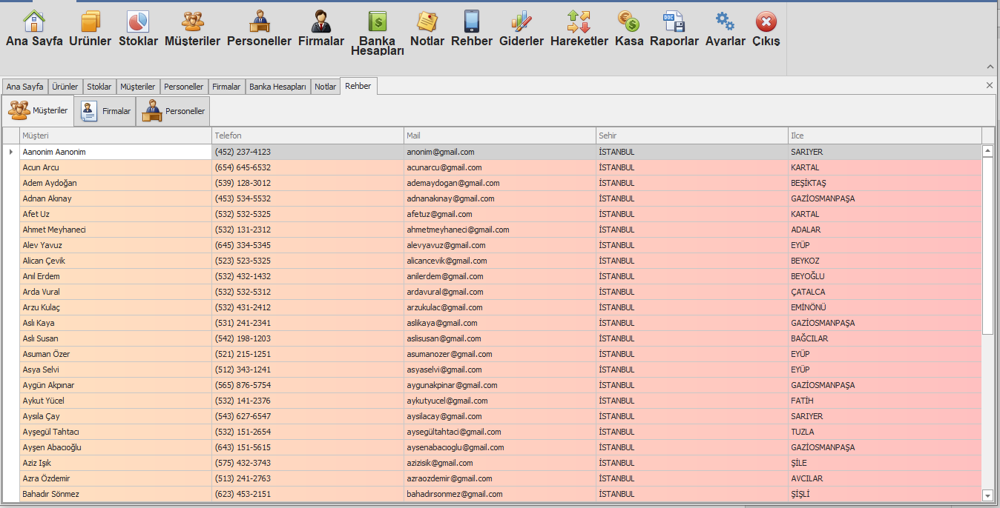 Ana Sayfa Urünler Stoklar Müşteriler Personeller Firmalar Banka Hesapları Notlar Rehber Giderler Hareketler Kasa Raporlar Ayarlar Çıkış
Ana Sayfa Ürünler Stoklar Müşteriler Personeller Firmalar Banka Hesapları Notlar Rehber
Müşteriler Firmalar Personeller
Müşteri Telefon Mail Sehir Ilce
Aanonim Aanonim (452) 237-4123 anonim@gmail.com İSTANBUL SARIYER
Acun Arcu (654) 645-6532 acunarcu@gmail.com İSTANBUL KARTAL
Adem Aydoğan (539) 128-3012 ademaydogan@gmail.com İSTANBUL BEŞİKTAŞ
Adnan Akınay (453) 534-5532 adnanakınay@gmail.com İSTANBUL GAZİOSMANPAŞA
Afet Uz (532) 532-5325 afetuz@gmail.com İSTANBUL KARTAL
Ahmet Meyhaneci (532) 131-2312 ahmetmeyhaneci@gmail.com İSTANBUL ADALAR
Alev Yavuz (645) 334-5345 alevyavuz@gmail.com İSTANBUL EYÜP
Alican Çevik (523) 523-5325 alicancevik@gmail.com İSTANBUL BEYKOZ
Anıl Erdem (532) 432-1432 anilerdem@gmail.com İSTANBUL BEYOĞLU
Arda Vural (532) 532-5312 ardavural@gmail.com İSTANBUL ÇATALCA
Arzu Kulaç (532) 431-2412 arzukulac@gmail.com İSTANBUL EMİNÖNÜ
Aslı Kaya (531) 241-2341 aslikaya@gmail.com İSTANBUL GAZİOSMANPAŞA
Aslı Susan (542) 198-1203 aslisusan@gmail.com İSTANBUL BAĞCILAR
Asuman Özer (521) 215-1251 asumanozer@gmail.com İSTANBUL EYÜP
Asya Selvi (512) 343-1241 asyaselvi@gmail.com İSTANBUL EYÜP
Aygün Akpınar (565) 876-5754 aygunakpinar@gmail.com İSTANBUL GAZİOSMANPAŞA
Aykut Yücel (532) 141-2376 aykutyucel@gmail.com İSTANBUL FATİH
Aysıla Çay (543) 627-6547 aysilacay@gmail.com İSTANBUL SARIYER
Ayşegül Tahtacı (532) 151-2654 aysegültahtaci@gmail.com İSTANBUL TUZLA
Ayşen Abacıoğlu (643) 151-5615 aysenabacıoglu@gmail.com İSTANBUL GAZİOSMANPAŞA
Aziz Işık (575) 432-3743 azizisik@gmail.com İSTANBUL ŞİLE
Azra Özdemir (513) 241-2763 azraozdemir@gmail.com İSTANBUL AVCILAR
Bahadır Sönmez (623) 453-2151 bahadırsonmez@gmail.com İSTANBUL ŞİŞLİ